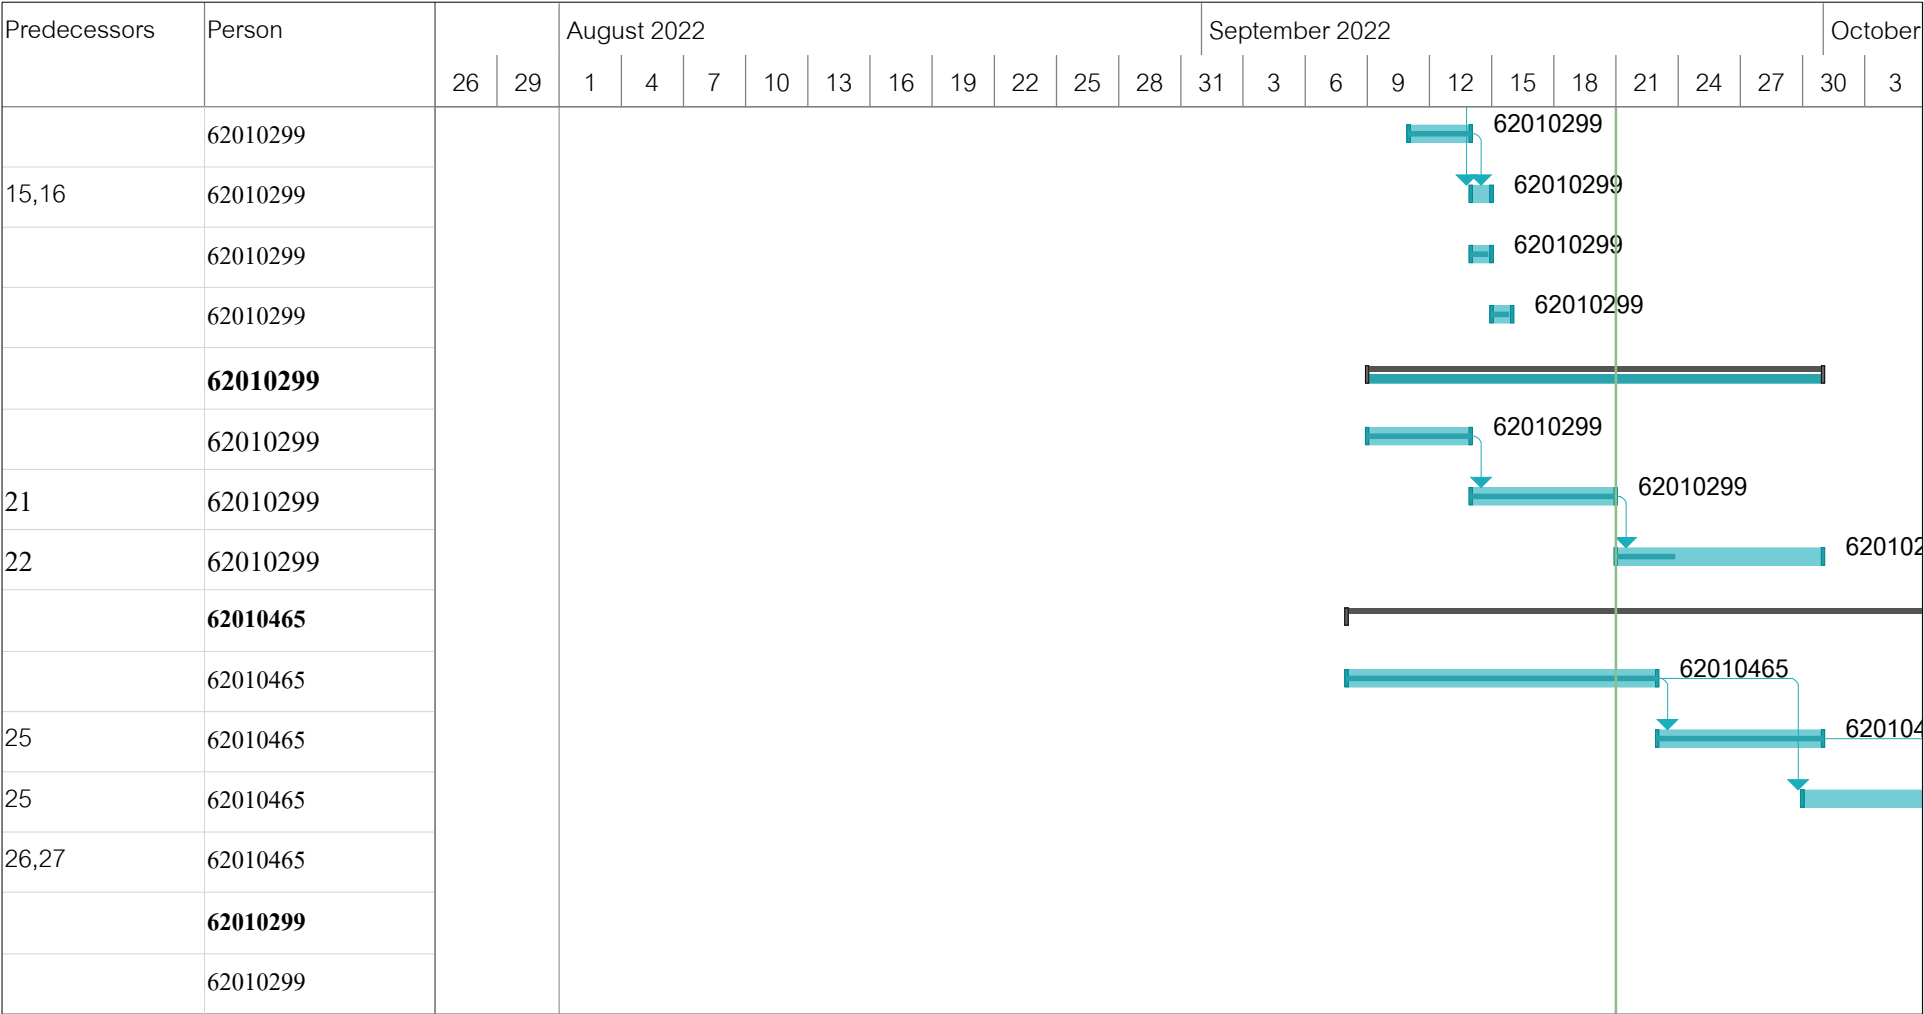 Predecessors Person August 2022 September 2022 October
26 29 1 4 7 10 13 16 19 22 25 28 31 3 6 9 12 15 18 21 24 27 30 3
62010299 62010299
15,16 62010299 62010299
62010299 62010299
62010299 62010299
62010299
62010299 62010299
21 62010299 62010299
22 62010299 620102
62010465
62010465 62010465
25 62010465 620104
25 62010465
26,27 62010465
62010299
62010299